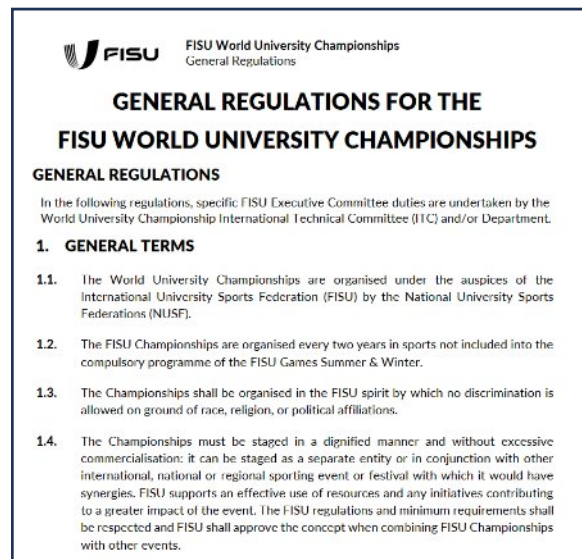 FISU
FISU World University Championships
General Regulations
GENERAL REGULATIONS FOR THE
FISU WORLD UNIVERSITY CHAMPIONSHIPS
GENERAL REGULATIONS
In the following regulations, specific FISU Executive Committee duties are undertaken by the
World University Championship International Technical Committee (ITC) and/or Department.
1. GENERAL TERMS
1.1. The World University Championships are organised under the auspices of the
International University Sports Federation (FISU) by the National University Sports
Federations (NUSF).
1.2. The FISU Championships are organised every two years in sports not included into the
compulsory programme of the FISU Games Summer & Winter.
1.3. The Championships shall be organised in the FISU spirit by which no discrimination is
allowed on ground of race, religion, or political affiliations.
1.4. The Championships must be staged in a dignified manner and without excessive
commercialisation: it can be staged as a separate entity or in conjunction with other
international, national or regional sporting event or festival with which it would have
synergies. FISU supports an effective use of resources and any initiatives contributing
to a greater impact of the event. The FISU regulations and minimum requirements shall
be respected and FISU shall approve the concept when combining FISU Championships
with other events.